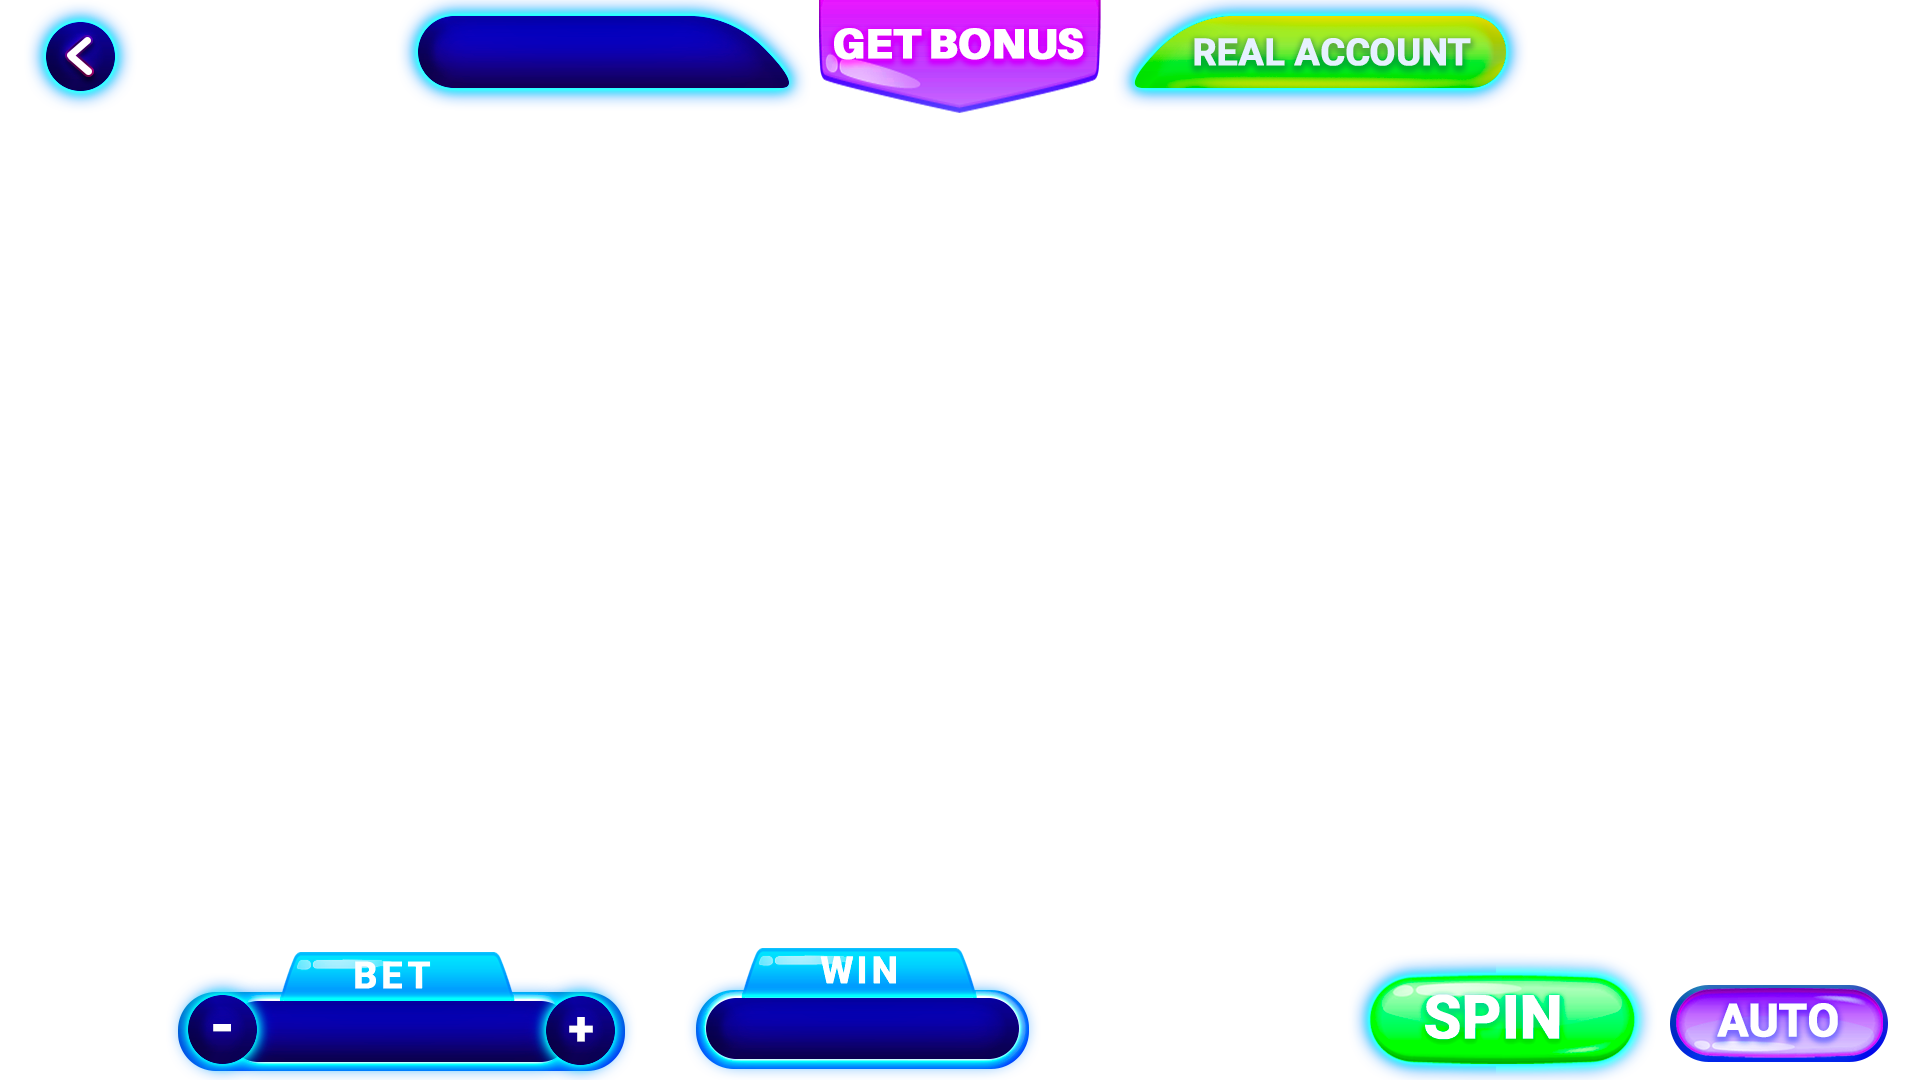 GET BONUS
REAL ACCOUNT
BET
WIN
-
+
SPIN
AUTO